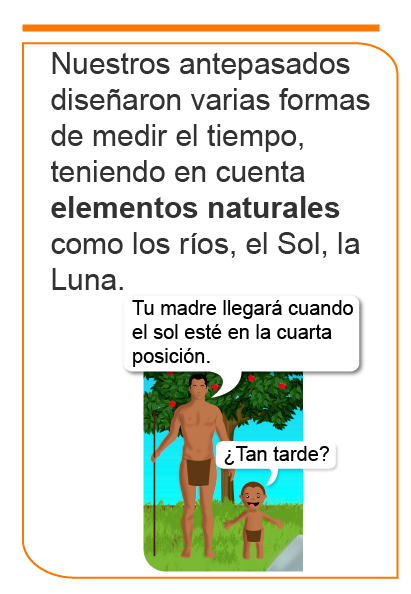 Nuestros antepasados
diseñaron varias formas
de medir el tiempo,
teniendo en cuenta
elementos naturales
como los ríos, el Sol, la
Luna.
Tu madre llegará cuando
el sol esté en la cuarta
posición.
¿Tan tarde?